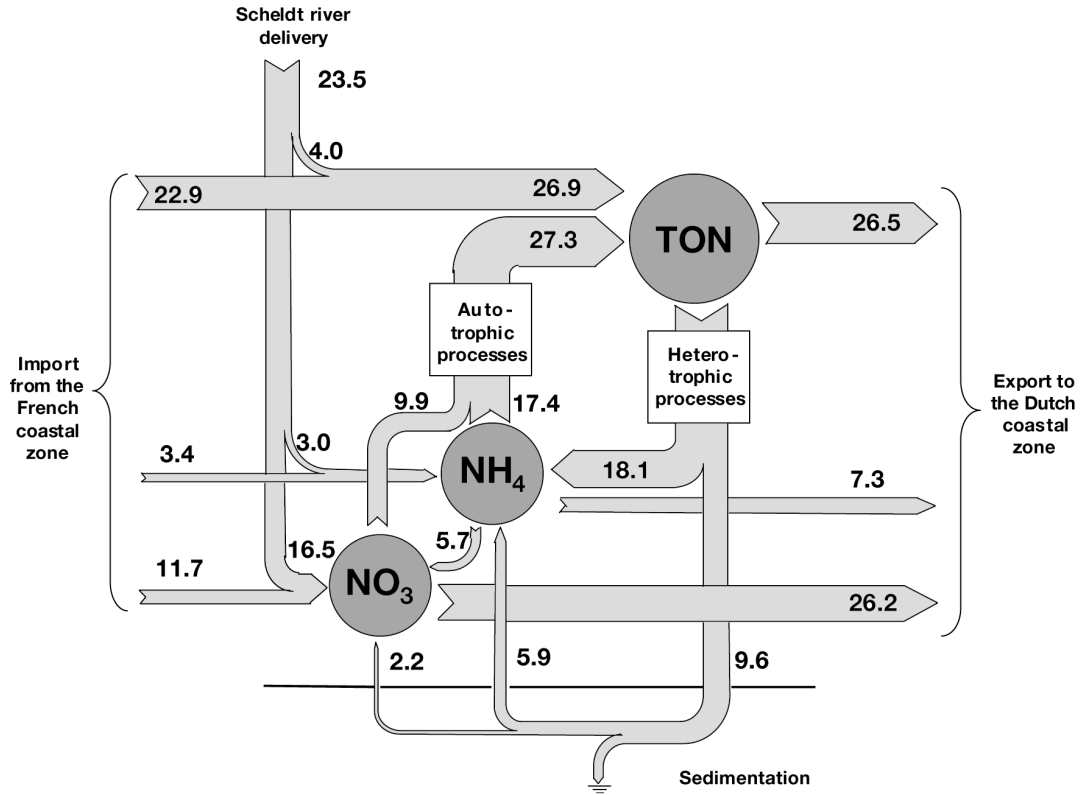 Scheldt river
delivery
23.5
4.0
22.9
26.9
26.5
27.3
TON
Auto-
trophic
processes
Hetero-
trophic
processes
Import
from the
French
coastal
zone
Export to
the Dutch
coastal
zone
9.9
17.4
3.4
3.0
NH4
18.1
7.3
11.7
16.5
5.7
NO3
26.2
2.2
5.9
9.6
Sedimentation